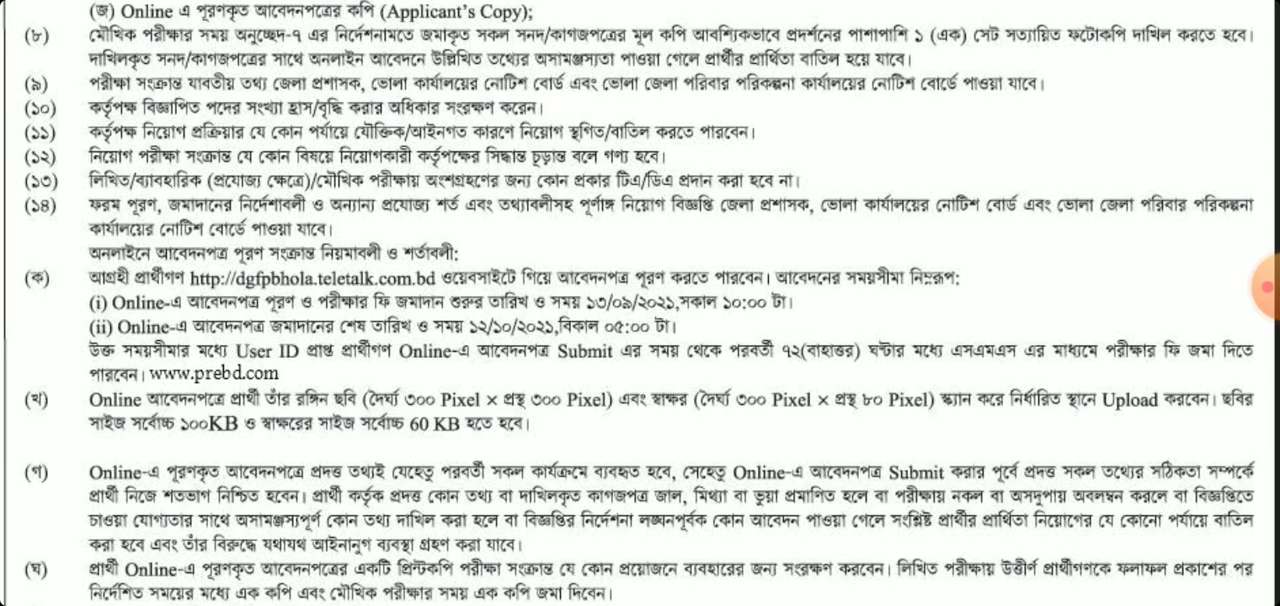 (জ) Online এ পূরণকৃত আবেদনপত্রের কপি (Applicant's Copy);
(৮) মৌখিক পরীক্ষার সময় অনুচ্ছেদ-৭ এর নির্দেশনামতে জমাকৃত সকল সনদ/কাগজপত্রের মূল কপি আবশ্যিকভাবে প্রদর্শনের পাশাপাশি ১ (এক) সেট সত্যায়িত ফটোকপি দাখিল করতে হবে।
দাখিলকৃত সনদ/কাগজপত্রের সাথে অনলাইন আবেদনে উল্লিখিত তথ্যের অসামঞ্জস্যতা পাওয়া গেলে প্রার্থীর প্রার্থিতা বাতিল হয়ে যাবে।
(৯) পরীক্ষা সংক্রান্ত যাবতীয় তথ্য জেলা প্রশাসক, ভোলা কার্যালয়ের নোটিশ বোর্ড এবং ভোলা জেলা পরিবার পরিকল্পনা কার্যালয়ের নোটিশ বোর্ডে পাওয়া যাবে।
(১০) কর্তৃপক্ষ বিজ্ঞাপিত পদের সংখ্যা হ্রাস/বৃদ্ধি করার অধিকার সংরক্ষণ করেন।
(১১) কর্তৃপক্ষ নিয়োগ প্রক্রিয়ার যে কোন পর্যায়ে যৌক্তিক/আইনগত কারণে নিয়োগ স্থগিত/বাতিল করতে পারবেন।
(১২) নিয়োগ পরীক্ষা সংক্রান্ত যে কোন বিষয়ে নিয়োগকারী কর্তৃপক্ষের সিদ্ধান্ত চূড়ান্ত বলে গণ্য হবে।
(১৩) লিখিত/ব্যাবহারিক (প্রযোজ্য ক্ষেত্রে)/মৌখিক পরীক্ষায় অংশগ্রহণের জন্য কোন প্রকার টিএ/ডিএ প্রদান করা হবে না।
(১৪) ফরম পূরণ, জমাদানের নির্দেশাবলী ও অন্যান্য প্রযোজ্য শর্ত এবং তথ্যাবলীসহ পূর্ণাঙ্গ নিয়োগ বিজ্ঞপ্তি জেলা প্রশাসক, ভোলা কার্যালয়ের নোটিশ বোর্ড এবং ভোলা জেলা পরিবার পরিকল্পনা
কার্যালয়ের নোটিশ বোর্ডে পাওয়া যাবে।
অনলাইনে আবেদনপত্র পূরণ সংক্রান্ত নিয়মাবলী ও শর্তাবলী:
(ক) আগ্রহী প্রার্থীগণ http://dgfpbhola.teletalk.com.bd ওয়েবসাইটে গিয়ে আবেদনপত্র পূরণ করতে পারবেন। আবেদনের সময়সীমা নিম্নরূপ:
(i) Online-এ আবেদনপত্র পূরণ ও পরীক্ষার ফি জমাদান শুরুর তারিখ ও সময় ১৩/০৯/২০২১,সকাল ১০:০০ টা।
(ii) Online-এ আবেদনপত্র জমাদানের শেষ তারিখ ও সময় ১২/১০/২০২১,বিকাল ০৫:০০ টা।
উক্ত সময়সীমার মধ্যে User ID প্রাপ্ত প্রার্থীগণ Online-এ আবেদনপত্র Submit এর সময় থেকে পরবর্তী ৭২(বাহাত্তর) ঘন্টার মধ্যে এসএমএস এর মাধ্যমে পরীক্ষার ফি জমা দিতে
পারবেন। www.prebd.com
(খ) Online আবেদনপত্রে প্রার্থী তাঁর রঙ্গিন ছবি (দৈর্ঘ্য ৩০০ Pixel × প্রস্থ ৩০০ Pixel) এবং স্বাক্ষর (দৈর্ঘ্য ৩০০ Pixel × প্রস্থ ৮০ Pixel) স্ক্যান করে নির্ধারিত স্থানে Upload করবেন। ছবির
সাইজ সর্বোচ্চ ১০০KB ও স্বাক্ষরের সাইজ সর্বোচ্চ 60 KB হতে হবে।
(গ) Online-এ পূরণকৃত আবেদনপত্রে প্রদত্ত তথ্যই যেহেতু পরবর্তী সকল কার্যক্রমে ব্যবহৃত হবে, সেহেতু Online-এ আবেদনপত্র Submit করার পূর্বে প্রদত্ত সকল তথ্যের সঠিকতা সম্পর্কে
প্রার্থী নিজে শতভাগ নিশ্চিত হবেন। প্রার্থী কর্তৃক প্রদত্ত কোন তথ্য বা দাখিলকৃত কাগজপত্র জাল, মিথ্যা বা ভুয়া প্রমাণিত হলে বা পরীক্ষায় নকল বা অসদুপায় অবলম্বন করলে বা বিজ্ঞপ্তিতে
চাওয়া যোগ্যতার সাথে অসামঞ্জস্যপূর্ণ কোন তথ্য দাখিল করা হলে বা বিজ্ঞপ্তির নির্দেশনা লঙ্ঘনপূর্বক কোন আবেদন পাওয়া গেলে সংশ্লিষ্ট প্রার্থীর প্রার্থিতা নিয়োগের যে কোনো পর্যায়ে বাতিল
করা হবে এবং তাঁর বিরুদ্ধে যথাযথ আইনানুগ ব্যবস্থা গ্রহণ করা যাবে।
(ঘ) প্রার্থী Online-এ পূরণকৃত আবেদনপত্রের একটি প্রিন্টকপি পরীক্ষা সংক্রান্ত যে কোন প্রয়োজনে ব্যবহারের জন্য সংরক্ষণ করবেন। লিখিত পরীক্ষায় উত্তীর্ণ প্রার্থীগণকে ফলাফল প্রকাশের পর
নির্দেশিত সময়ের মধ্যে এক কপি এবং মৌখিক পরীক্ষার সময় এক কপি জমা দিবেন।